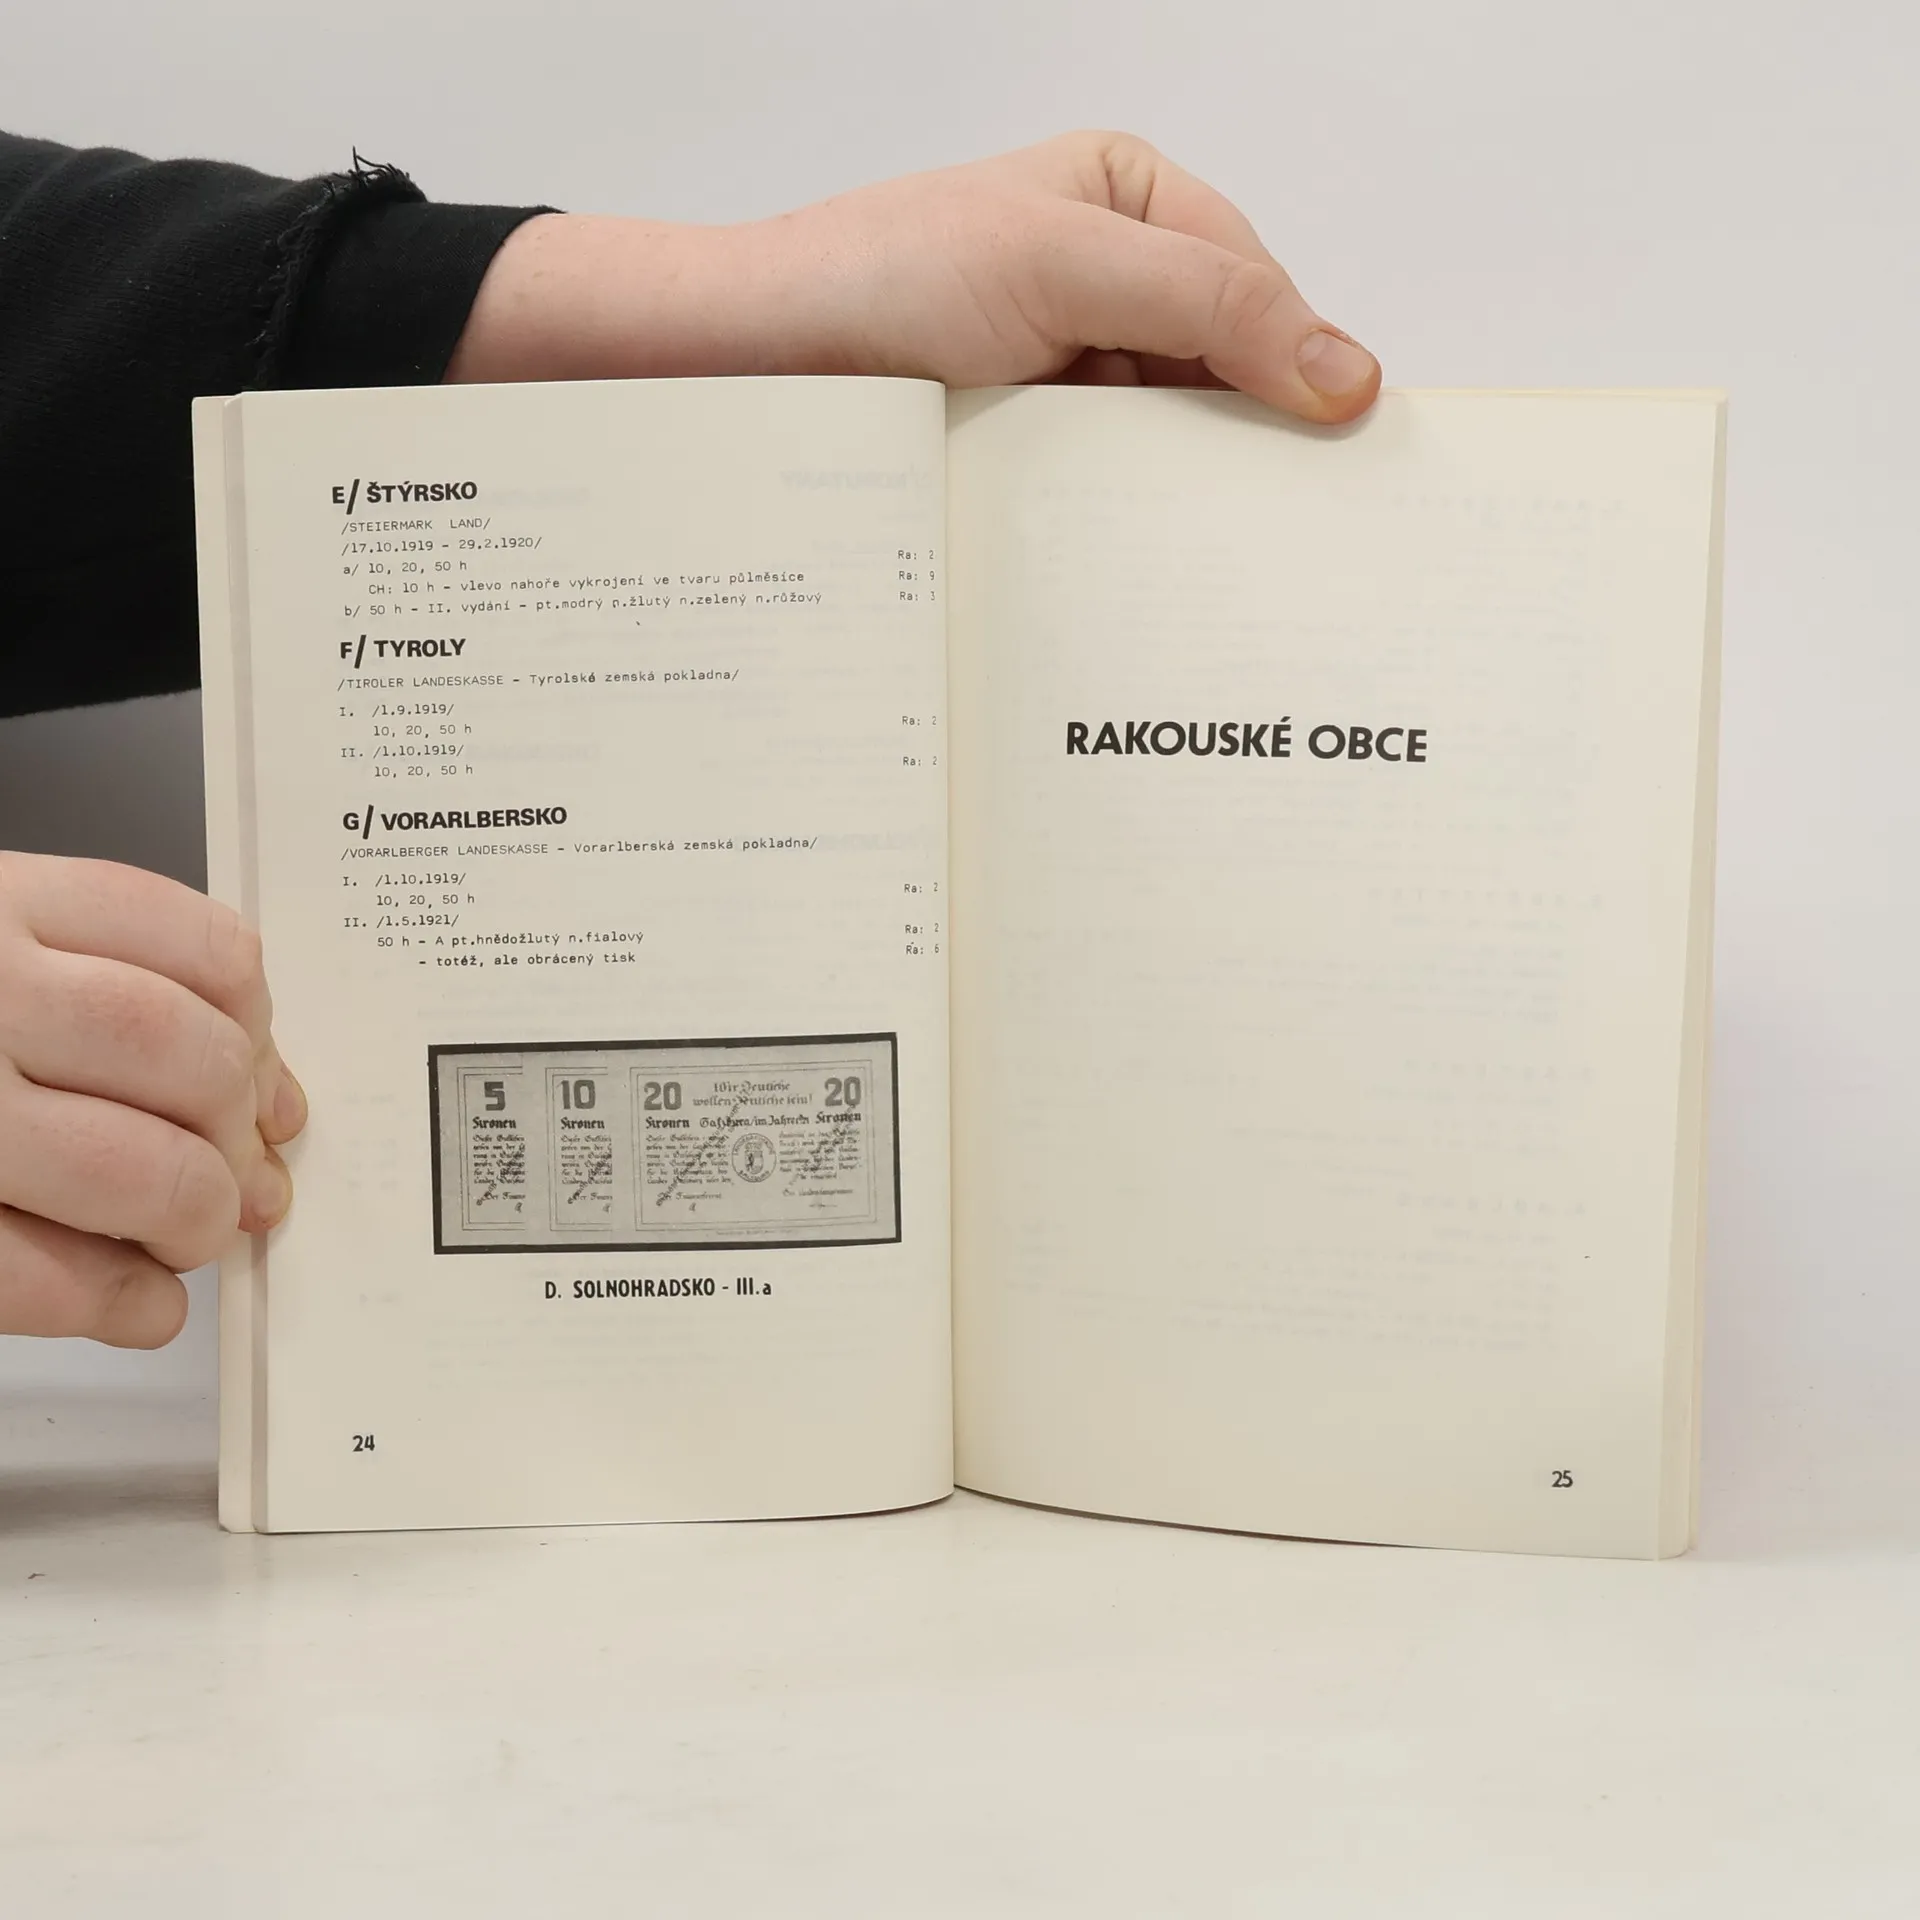 E/ ŠTÝRSKO
/STEIERMARK LAND/
/17.10.1919 - 29.2.1920/
a/ 10, 20, 50 h Ra: 2
CH: 10 h - vlevo nahoře vykrojení ve tvaru půlměsíce Ra: 9
b/ 50 h - II. vydání - pt.modrý n.žlutý n.zelený n.růžový Ra: 3
F/ TYROLY
/TIROLER LANDESKASSE - Tyrolské zemská pokladna/
I. /1.9.1919/
10, 20, 50 h Ra: 2
II. /1.10.1919/
10, 20, 50 h Ra: 2
G/ VORARLBERSKO
/VORARLBERGER LANDESKASSE - Vorarlberská zemská pokladna/
I. /1.10.1919/
10, 20, 50 h Ra: 2
II. /1.5.1921/
50 h - A pt.hnědožlutý n.fialový Ra: 2
- totéž, ale obrácený tisk Ra: 6
5 10 20 Wir Deutsche 20
wollen Deutsche sein!
Kronen Kronen Kronen Kronen
D. SOLNOHRADSKO - III.a
24
RAKOUSKÉ OBCE
25